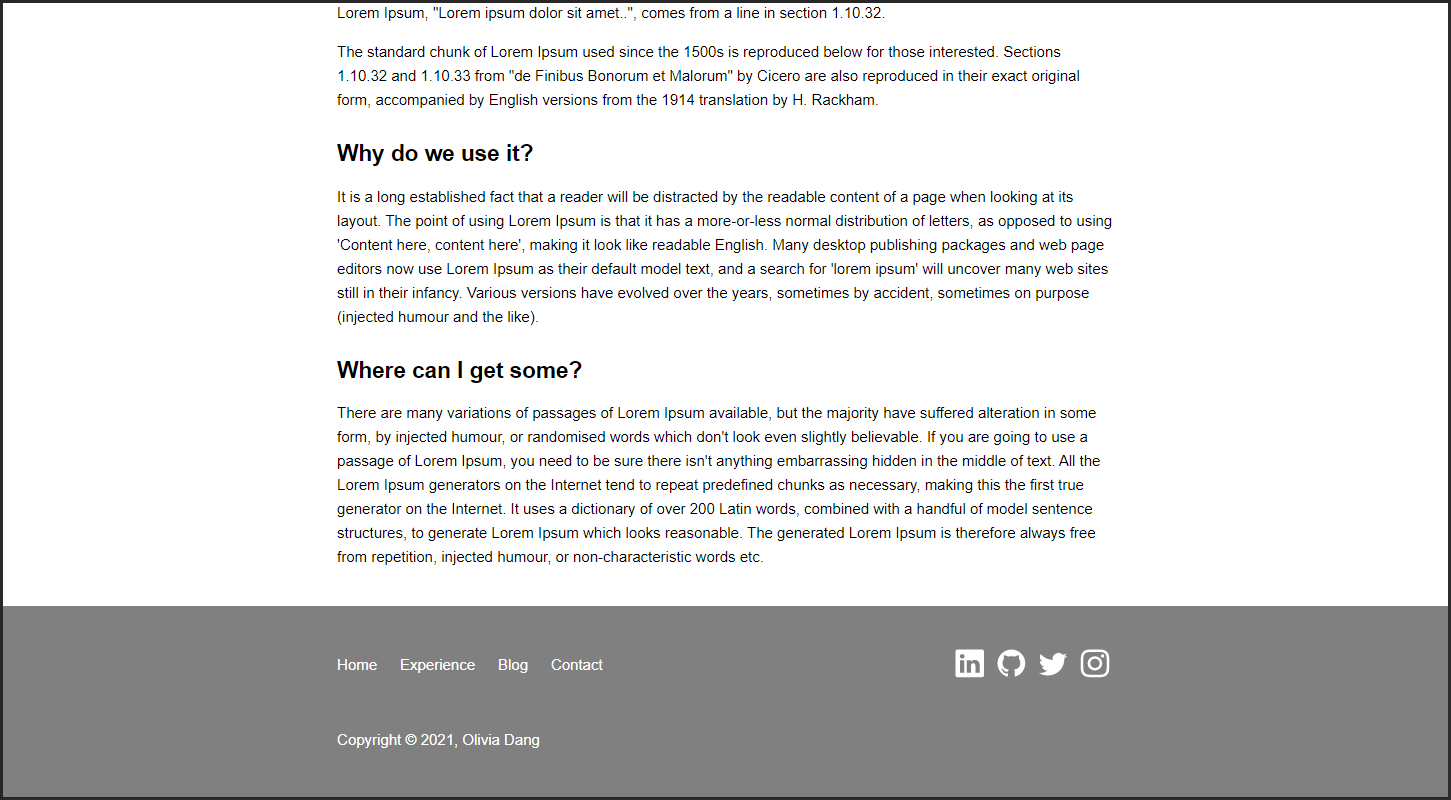 Lorem Ipsum, "Lorem ipsum dolor sit amet..", comes from a line in section 1.10.32.
The standard chunk of Lorem Ipsum used since the 1500s is reproduced below for those interested. Sections
1.10.32 and 1.10.33 from "de Finibus Bonorum et Malorum" by Cicero are also reproduced in their exact original
form, accompanied by English versions from the 1914 translation by H. Rackham.
Why do we use it?
It is a long established fact that a reader will be distracted by the readable content of a page when looking at its
layout. The point of using Lorem Ipsum is that it has a more-or-less normal distribution of letters, as opposed to using
'Content here, content here', making it look like readable English. Many desktop publishing packages and web page
editors now use Lorem Ipsum as their default model text, and a search for 'lorem ipsum' will uncover many web sites
still in their infancy. Various versions have evolved over the years, sometimes by accident, sometimes on purpose
(injected humour and the like).
Where can I get some?
There are many variations of passages of Lorem Ipsum available, but the majority have suffered alteration in some
form, by injected humour, or randomised words which don't look even slightly believable. If you are going to use a
passage of Lorem Ipsum, you need to be sure there isn't anything embarrassing hidden in the middle of text. All the
Lorem Ipsum generators on the Internet tend to repeat predefined chunks as necessary, making this the first true
generator on the Internet. It uses a dictionary of over 200 Latin words, combined with a handful of model sentence
structures, to generate Lorem Ipsum which looks reasonable. The generated Lorem Ipsum is therefore always free
from repetition, injected humour, or non-characteristic words etc.
Home Experience Blog Contact in
Copyright © 2021, Olivia Dang